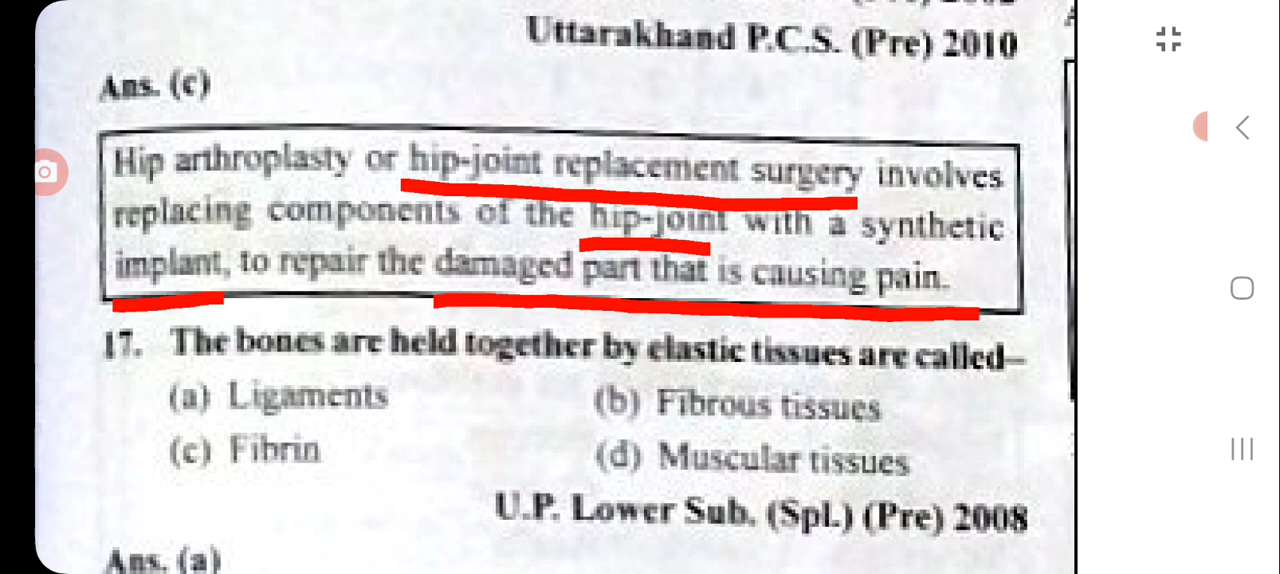 Uttarakhand P.C.S. (Pre) 2010
Ans. (c)
Hip arthroplasty or hip-joint replacement surgery involves
replacing components of the hip-joint with a synthetic
implant, to repair the damaged part that is causing pain.
17. The bones are held together by elastic tissues are called–
(a) Ligaments (b) Fibrous tissues
(c) Fibrin (d) Muscular tissues
U.P. Lower Sub. (Spl.) (Pre) 2008
Ans. (a)